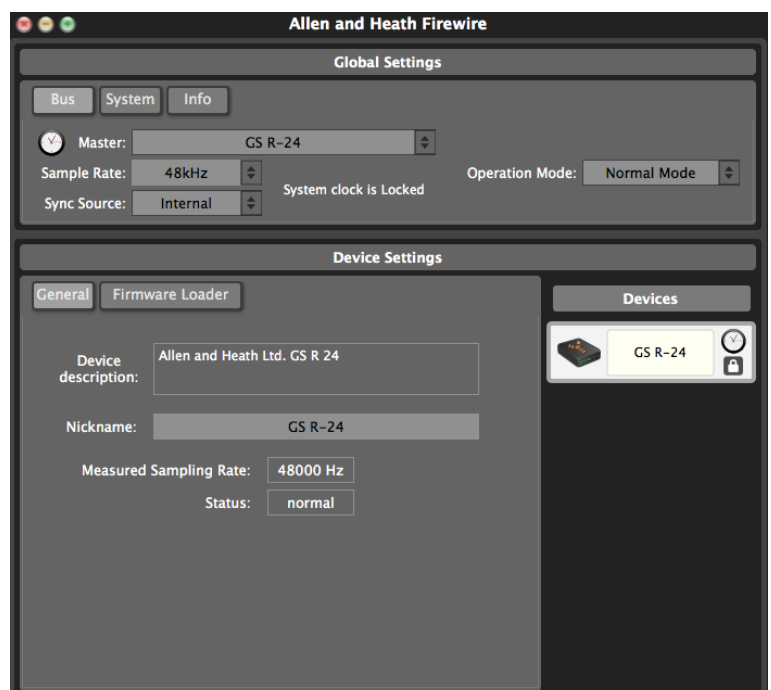 Allen and Heath Firewire
Global Settings
Bus System Info
Master: GS R-24
Sample Rate: 48kHz
System clock is Locked
Operation Mode: Normal Mode
Sync Source: Internal
Device Settings
General Firmware Loader
Devices
GS R-24
Device description: Allen and Heath Ltd. GS R 24
Nickname: GS R-24
Measured Sampling Rate: 48000 Hz
Status: normal